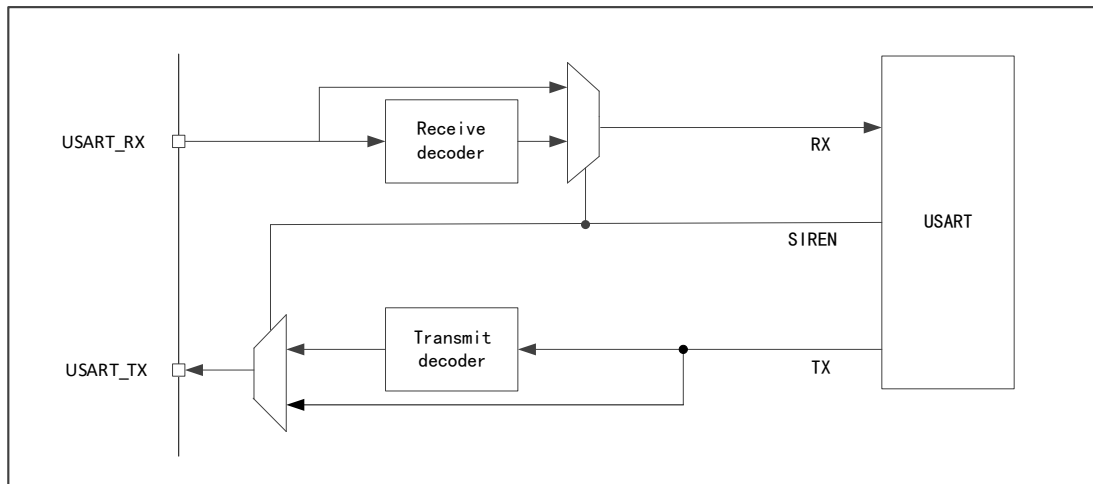 USART_RX
Receive
decoder
RX
USART
SIREN
Transmit
decoder
USART_TX
TX